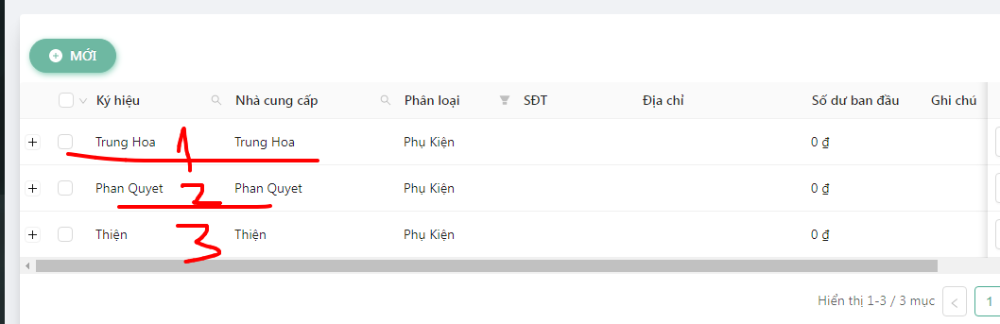 MỚI
Ký hiệu Nhà cung cấp Phân loại SĐT Địa chỉ Số dư ban đầu Ghi chú
Trung Hoa 1 Trung Hoa Phụ Kiện 0 ₫
Phan Quyet 2 Phan Quyet Phụ Kiện 0 ₫
Thiện 3 Thiện Phụ Kiện 0 ₫
Hiển thị 1-3 / 3 mục < 1